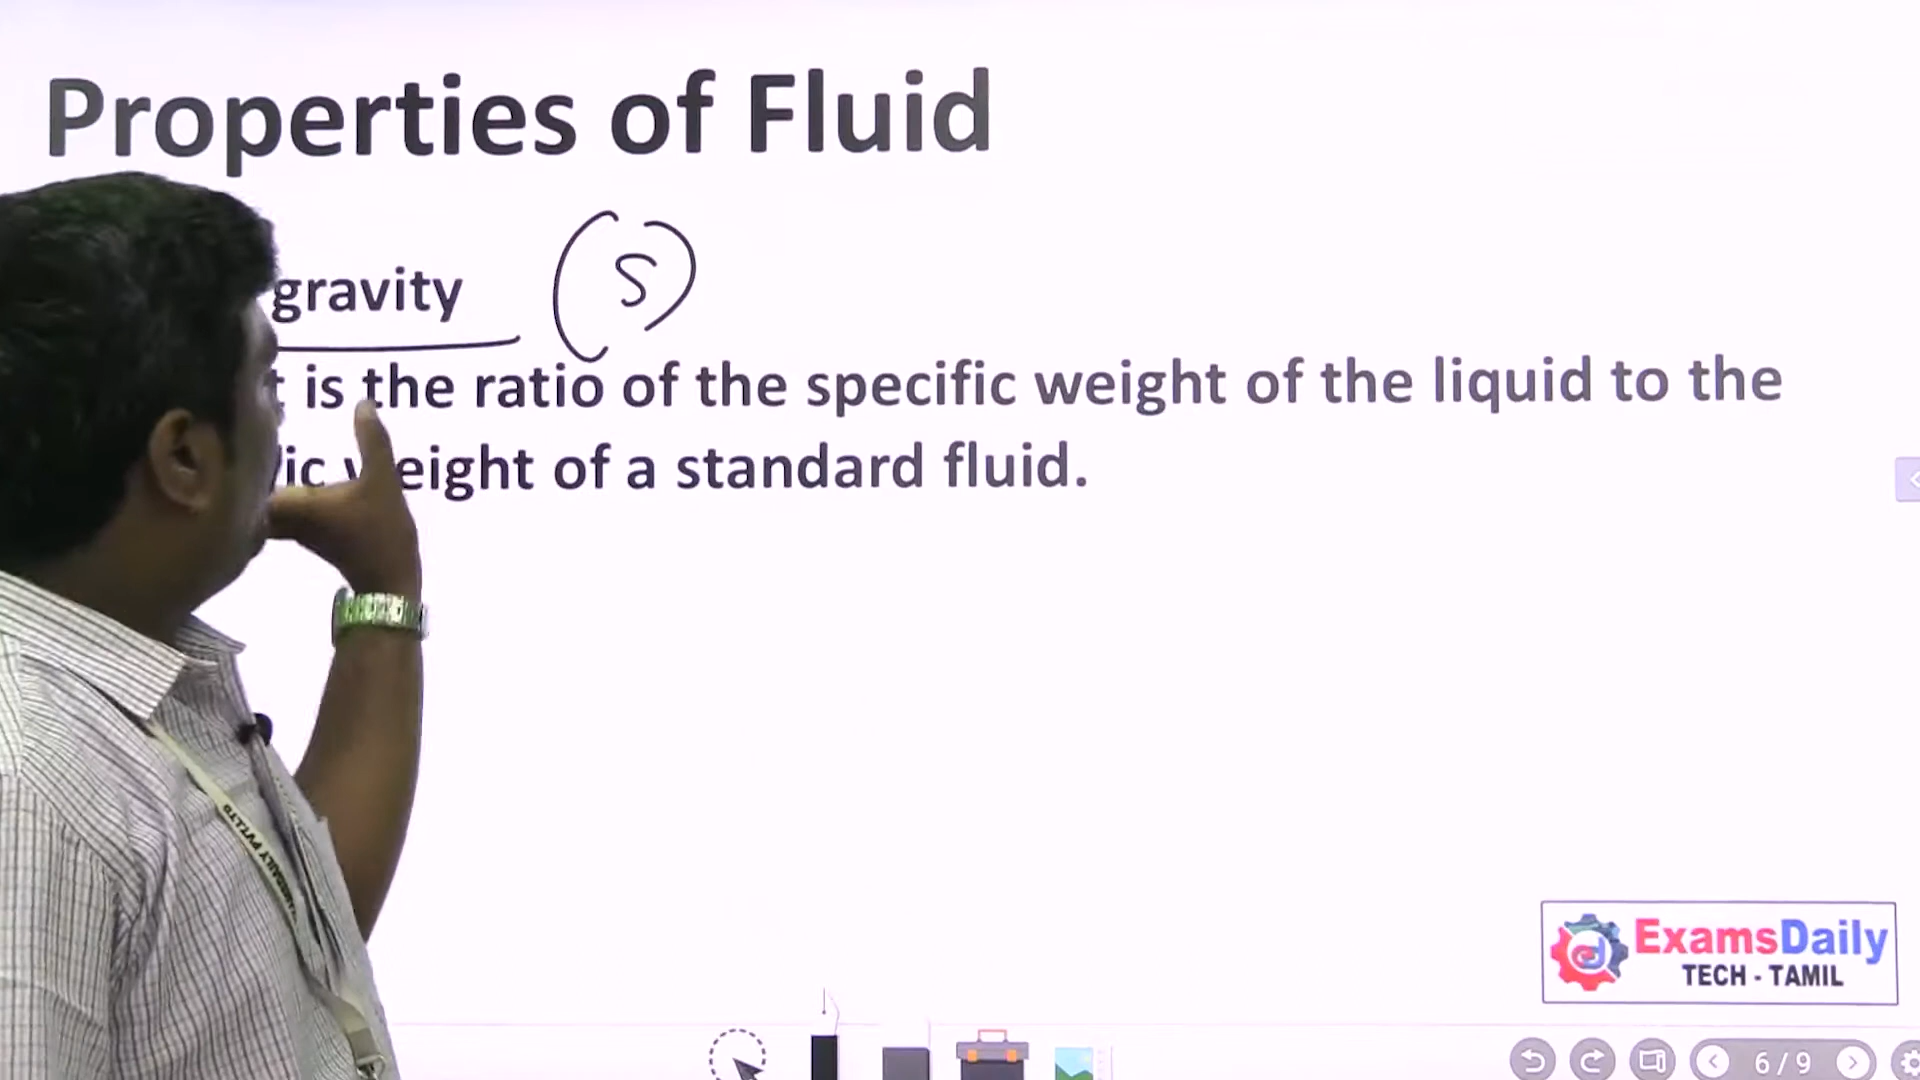 Properties of Fluid
gravity (S)
is the ratio of the specific weight of the liquid to the
weight of a standard fluid.
ExamsDaily
TECH - TAMIL
6 / 9